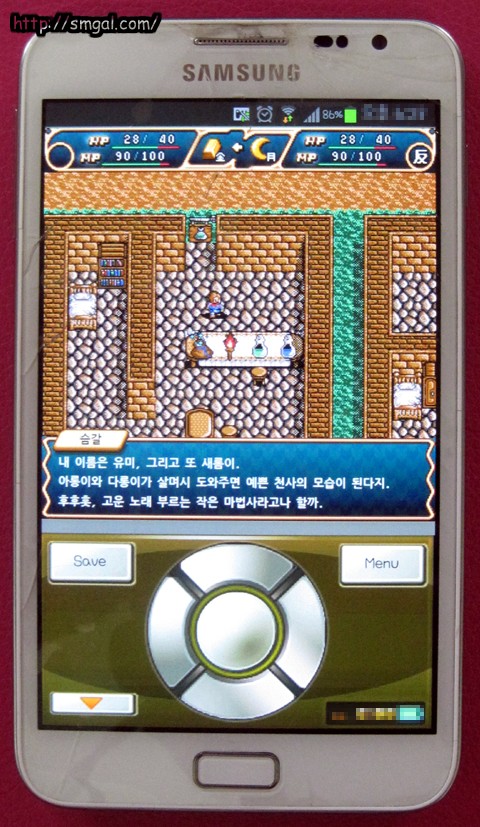 http://smgal.com/
SAMSUNG
86%
HP 28/ 40
MP 90/100
金
月
HP 28/ 40
MP 90/100
反
슴갈
내 이름은 유미, 그리고 또 새롬이.
아롱이와 다롱이가 살며시 도와주면 예쁜 천사의 모습이 된다지.
후후훗, 고운 노래 부르는 작은 마법사라고나 할까.
Save
Menu